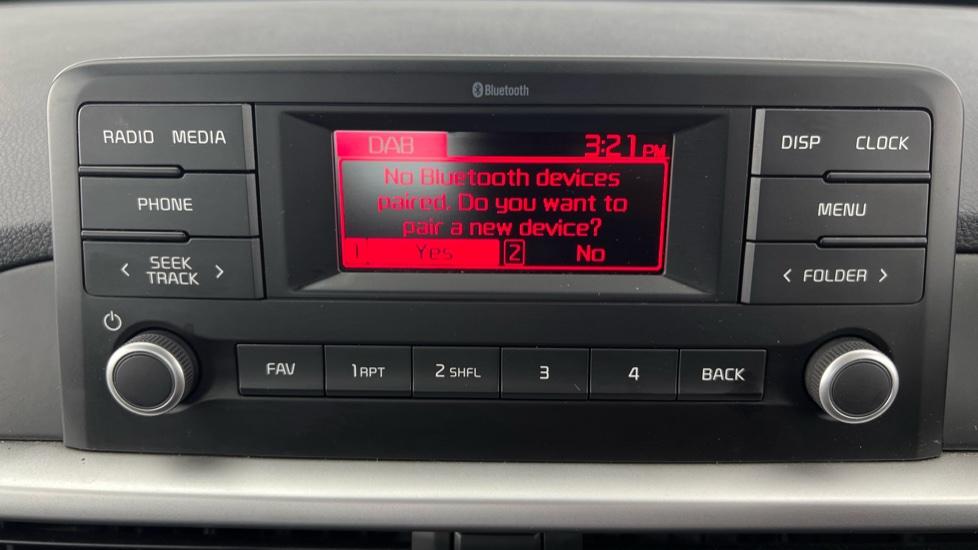 Bluetooth
RADIO MEDIA
PHONE
< SEEK TRACK >
DAB 3:21 PM
No Bluetooth devices
paired. Do you want to
pair a new device?
1 Yes 2 No
DISP CLOCK
MENU
< FOLDER >
FAV 1 RPT 2 SHFL 3 4 BACK